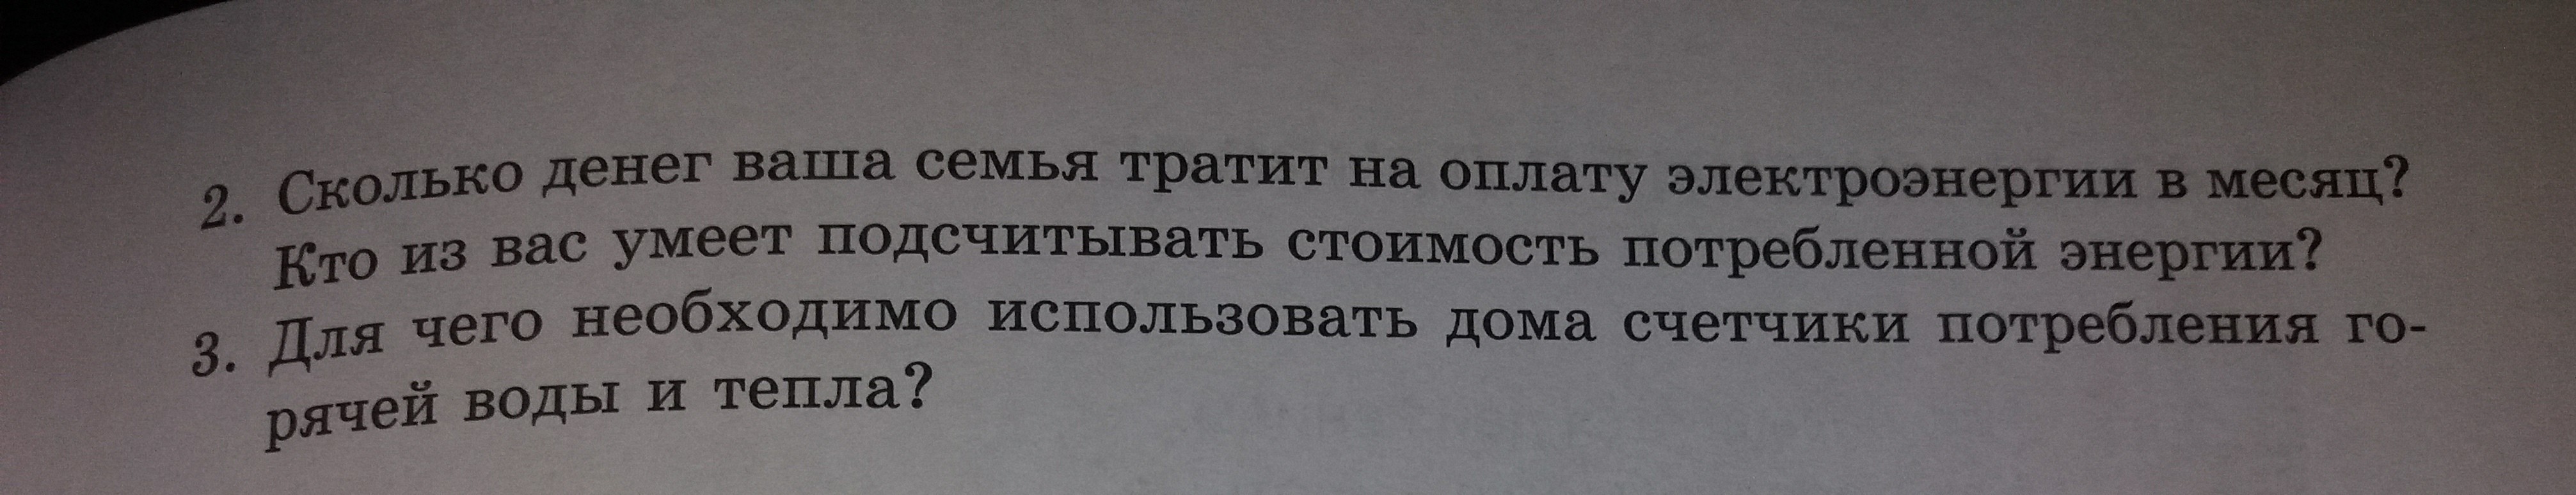 2. Сколько денег ваша семья тратит на оплату электроэнергии в месяц?
Кто из вас умеет подсчитывать стоимость потребленной энергии?
3. Для чего необходимо использовать дома счетчики потребления го-
рячей воды и тепла?